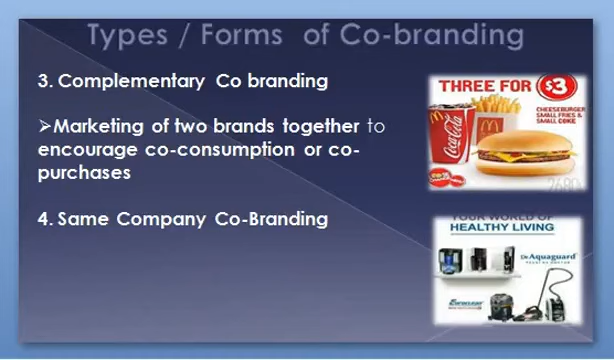 Types / Forms of Co-branding
3. Complementary Co branding
➢Marketing of two brands together to
encourage co-consumption or co-
purchases
4. Same Company Co-Branding
THREE FOR $3
CHEESEBURGER
SMALL FRIES &
SMALL COKE
Coca-Cola
YOUR WORLD OF
HEALTHY LIVING
Dr.Aquaguard